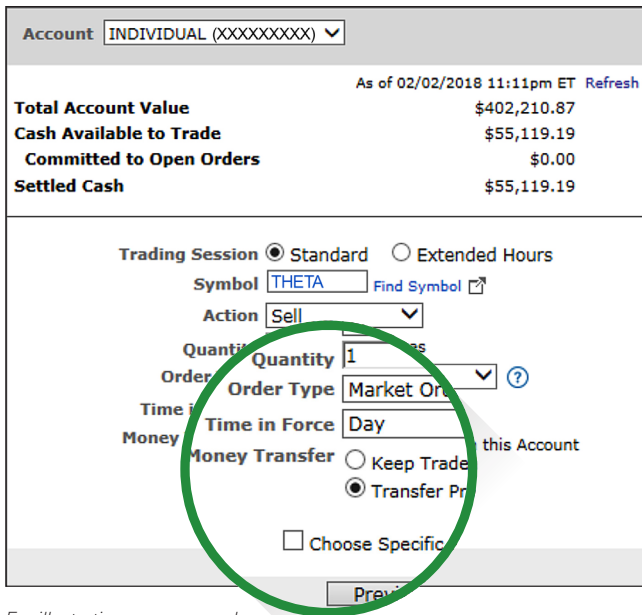 Account INDIVIDUAL (XXXXXXXXX)
As of 02/02/2018 11:11pm ET Refresh
Total Account Value $402,210.87
Cash Available to Trade $55,119.19
Committed to Open Orders $0.00
Settled Cash $55,119.19
Trading Session Standard Extended Hours
Symbol THETA Find Symbol
Action Sell
Quantity 1
Order Type Market ?
Time in Force Day
this Account
Money Transfer Keep Trade
Transfer
Choose Specific